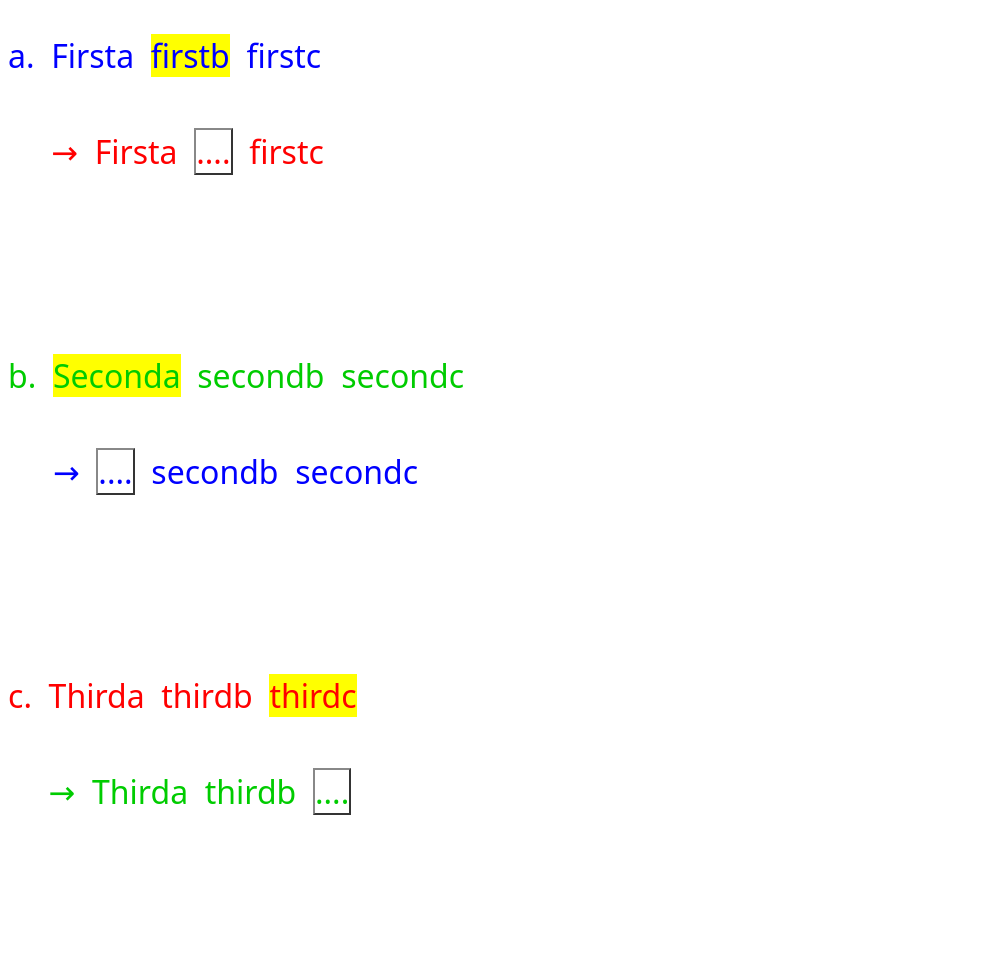 a. Firsta firstb firstc
→ Firsta .... firstc
b. Seconda secondb secondc
→ .... secondb secondc
c. Thirda thirdb thirdc
→ Thirda thirdb ....